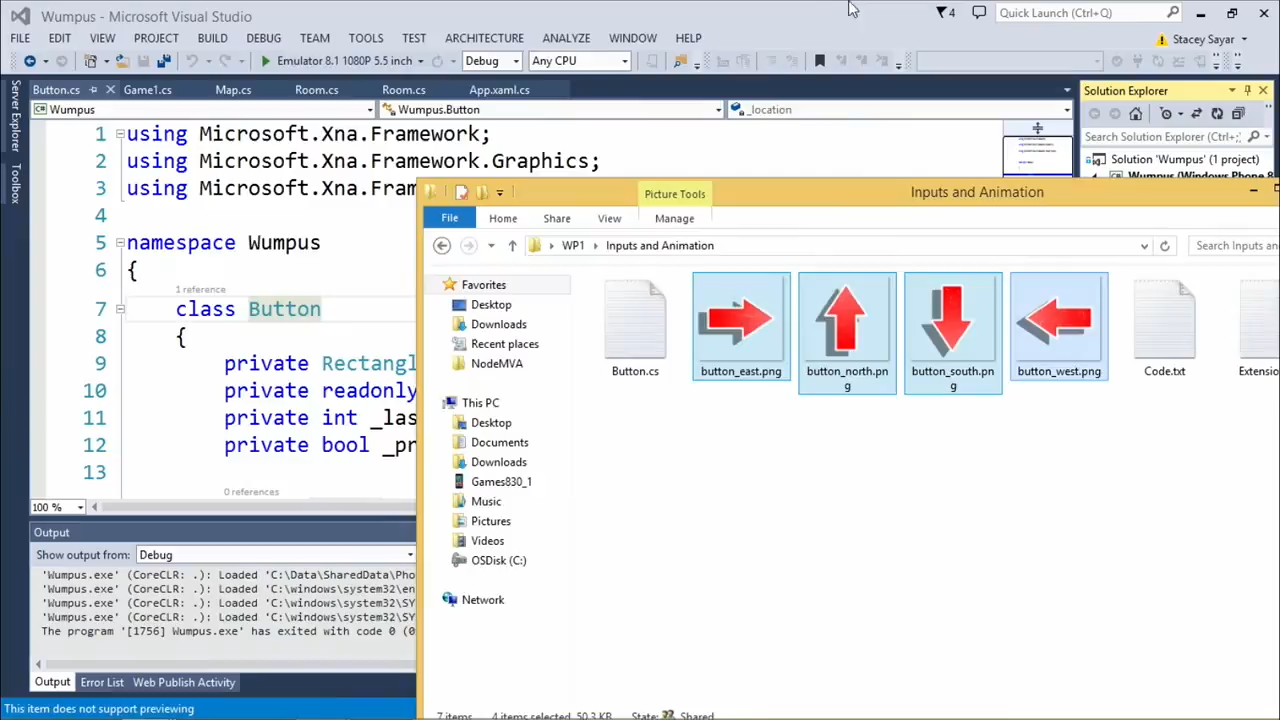 Wumpus - Microsoft Visual Studio
4
Quick Launch (Ctrl+Q)
FILE EDIT VIEW PROJECT BUILD DEBUG TEAM TOOLS TEST ARCHITECTURE ANALYZE WINDOW HELP
Stacey Sayar
Emulator 8.1 1080P 5.5 inch
Debug
Any CPU
Server Explorer
Toolbox
Button.cs
Game1.cs
Map.cs
Room.cs
Room.cs
App.xaml.cs
Wumpus
Wumpus.Button
_location
1 using Microsoft.Xna.Framework;
2 using Microsoft.Xna.Framework.Graphics;
3 using Microsoft.Xna.Fram
4
5 namespace Wumpus
6 {
1 reference
7 class Button
8 {
9 private Rectangl
10 private readonly
11 private int _las
12 private bool _pr
13
0 references
100 %
Output
Show output from: Debug
'Wumpus.exe' (CoreCLR: .): Loaded 'C:\Data\SharedData\Pho
'Wumpus.exe' (CoreCLR: .): Loaded 'C:\windows\system32\en
'Wumpus.exe' (CoreCLR: .): Loaded 'C:\windows\system32\SY
'Wumpus.exe' (CoreCLR: .): Loaded 'C:\windows\system32\SY
The program '[1756] Wumpus.exe' has exited with code 0 (0
Output
Error List
Web Publish Activity
This item does not support previewing
Solution Explorer
Search Solution Explorer (Ctrl+;)
Solution 'Wumpus' (1 project)
Wumpus (Windows Phone 8
Picture Tools
Inputs and Animation
File
Home
Share
View
Manage
WP1
Inputs and Animation
Search Inputs an
Favorites
Desktop
Downloads
Recent places
NodeMVA
This PC
Desktop
Documents
Downloads
Games830_1
Music
Pictures
Videos
OSDisk (C:)
Network
Button.cs
button_east.png
button_north.pn
g
button_south.pn
g
button_west.png
Code.txt
Extensio
7 items 4 items selected 50.3 KB State: Shared